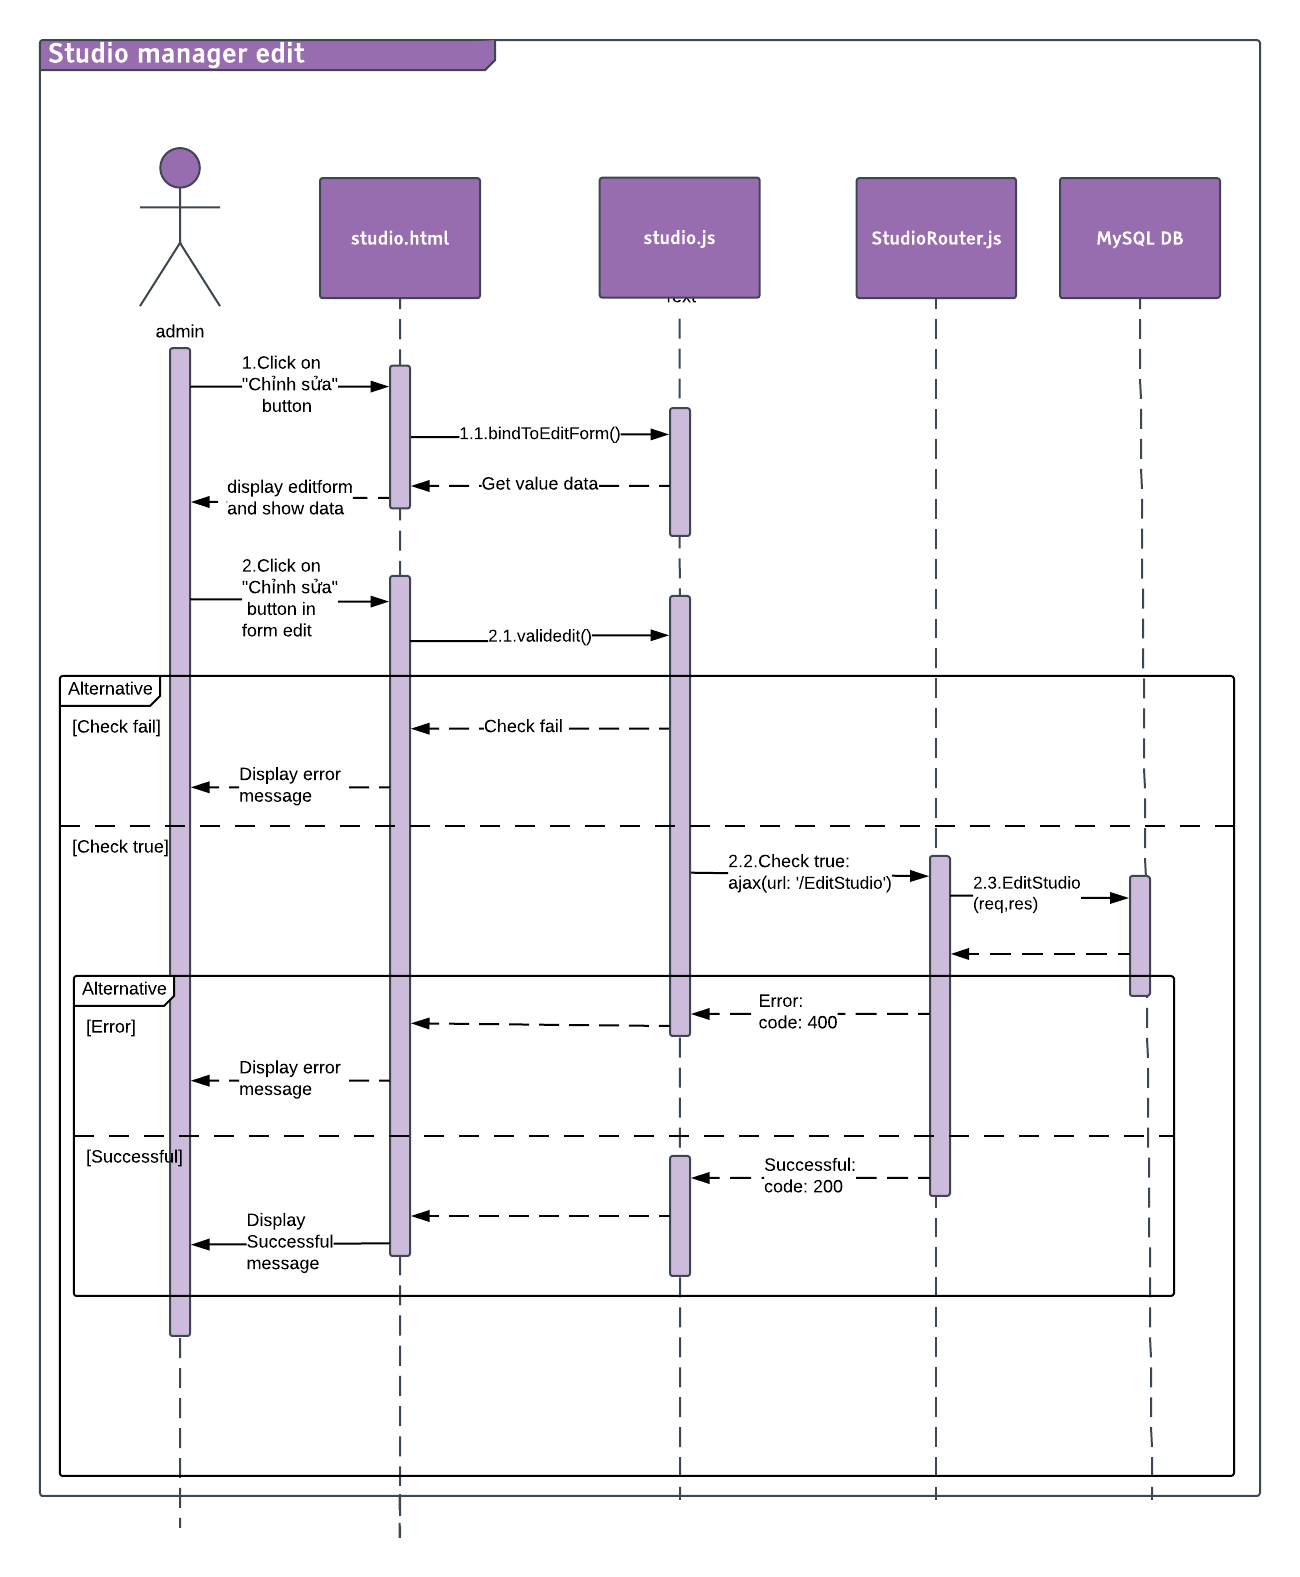 Studio manager edit
studio.html
studio.js
StudioRouter.js
MySQL DB
admin
1.Click on
"Chỉnh sửa"
button
1.1.bindToEditForm()
Get value data
display editform
and show data
2.Click on
"Chỉnh sửa"
button in
form edit
2.1.validedit()
Alternative
[Check fail]
Check fail
Display error
message
[Check true]
2.2.Check true:
ajax(url: '/EditStudio')
2.3.EditStudio
(req,res)
Alternative
[Error]
Error:
code: 400
Display error
message
[Successful]
Successful:
code: 200
Display
Successful
message